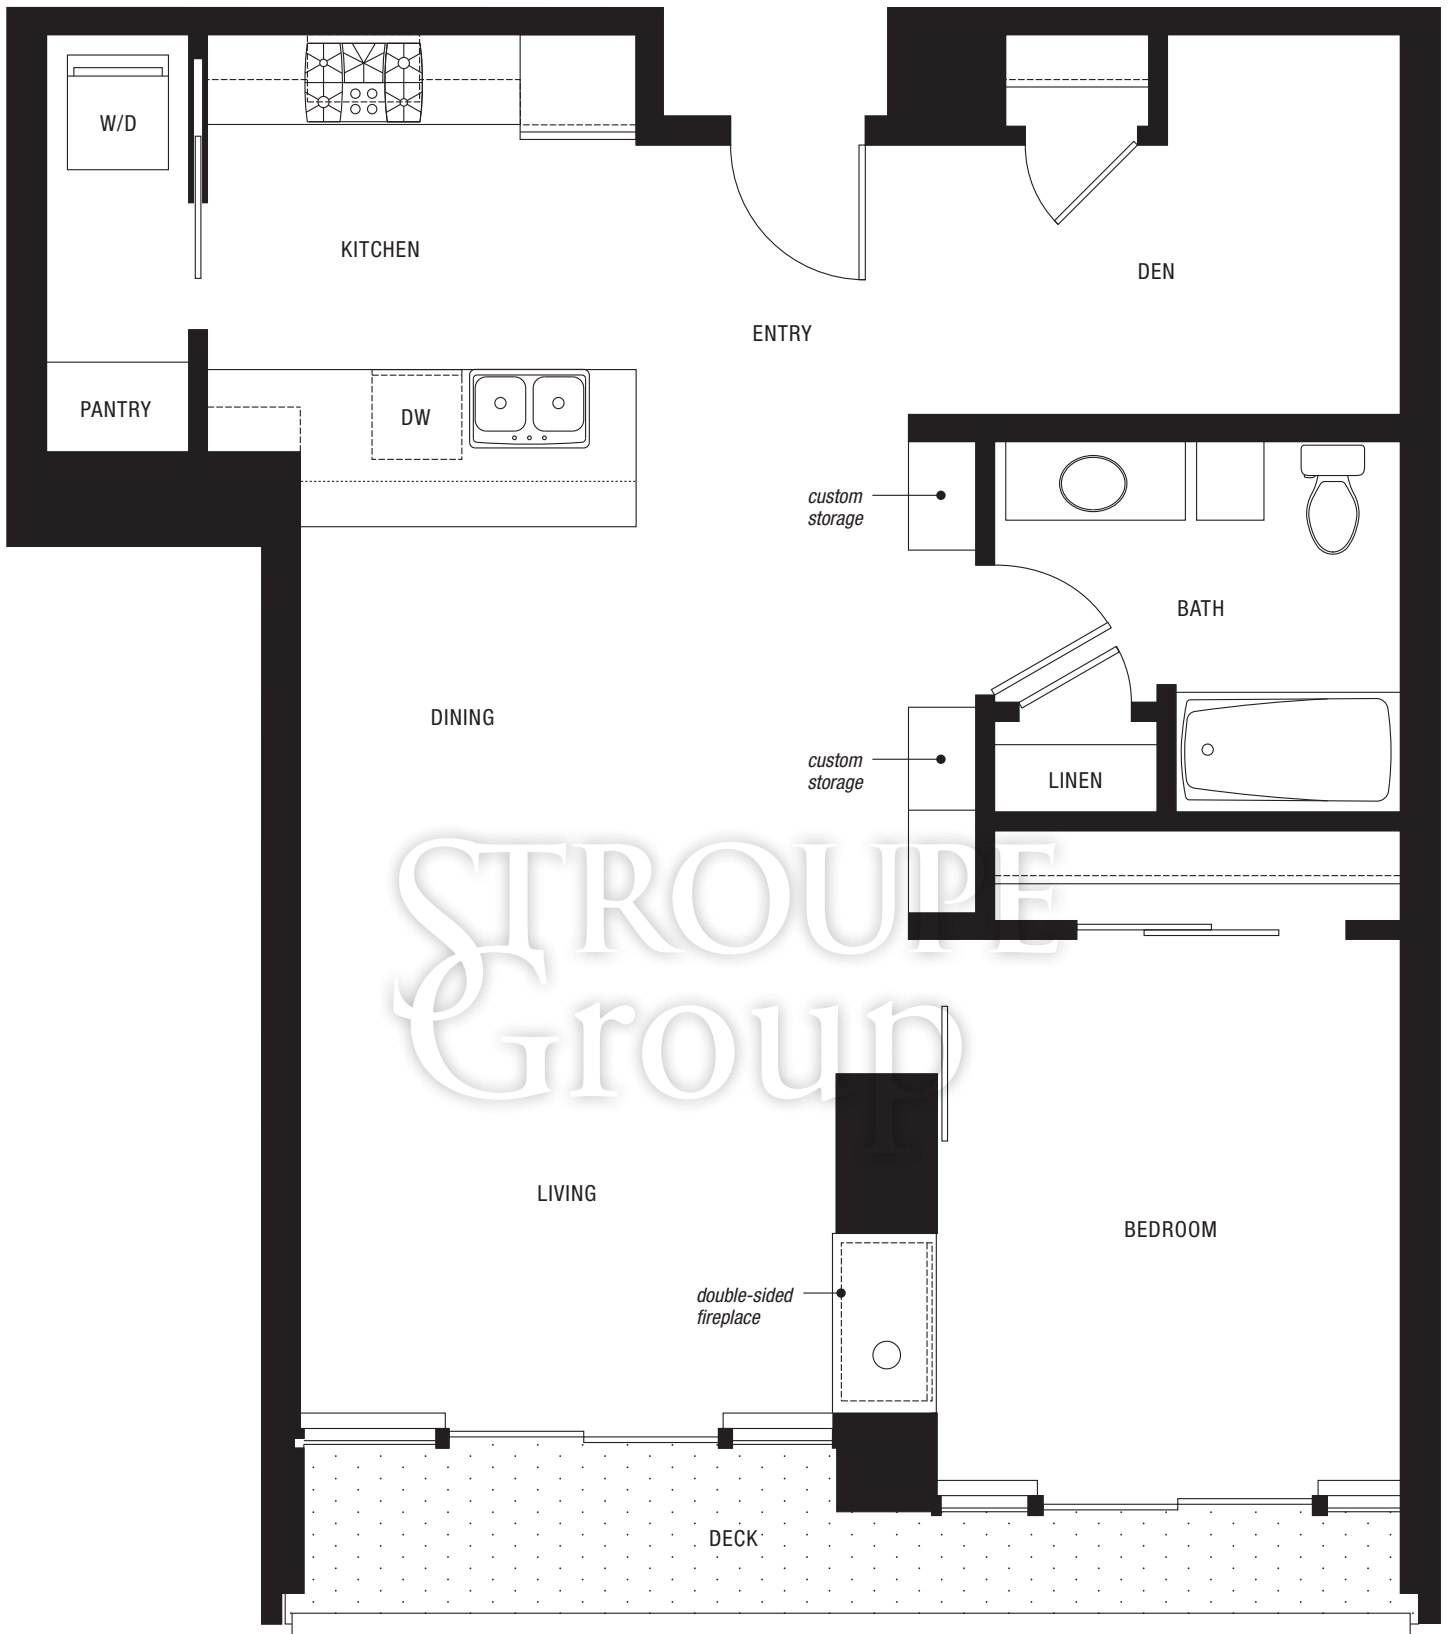 W/D
KITCHEN
DEN
ENTRY
PANTRY
DW
custom
storage
BATH
DINING
custom
storage
LINEN
STROUPE
Group
LIVING
BEDROOM
double-sided
fireplace
DECK